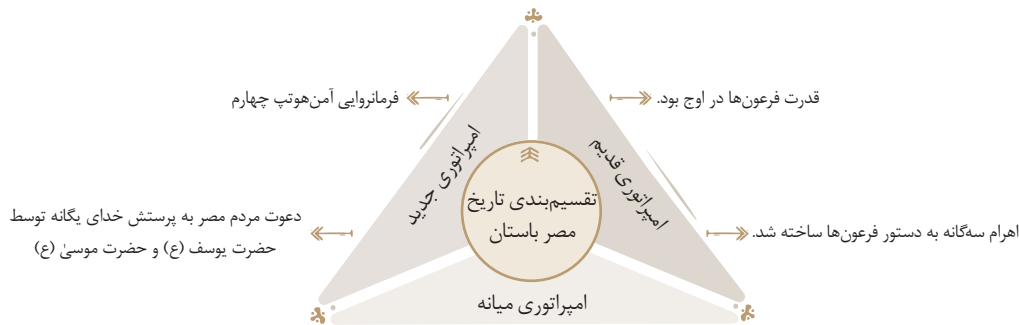 قدرت فرعون‌ها در اوج بود.
اهرام سه‌گانه به دستور فرعون‌ها ساخته شد.
امپراتوری قدیم
تقسیم‌بندی تاریخ
مصر باستان
امپراتوری میانه
امپراتوری جدید
فرمانروایی آمن‌هوتپ چهارم
دعوت مردم مصر به پرستش خدای یگانه توسط
حضرت یوسف (ع) و حضرت موسیٰ (ع)